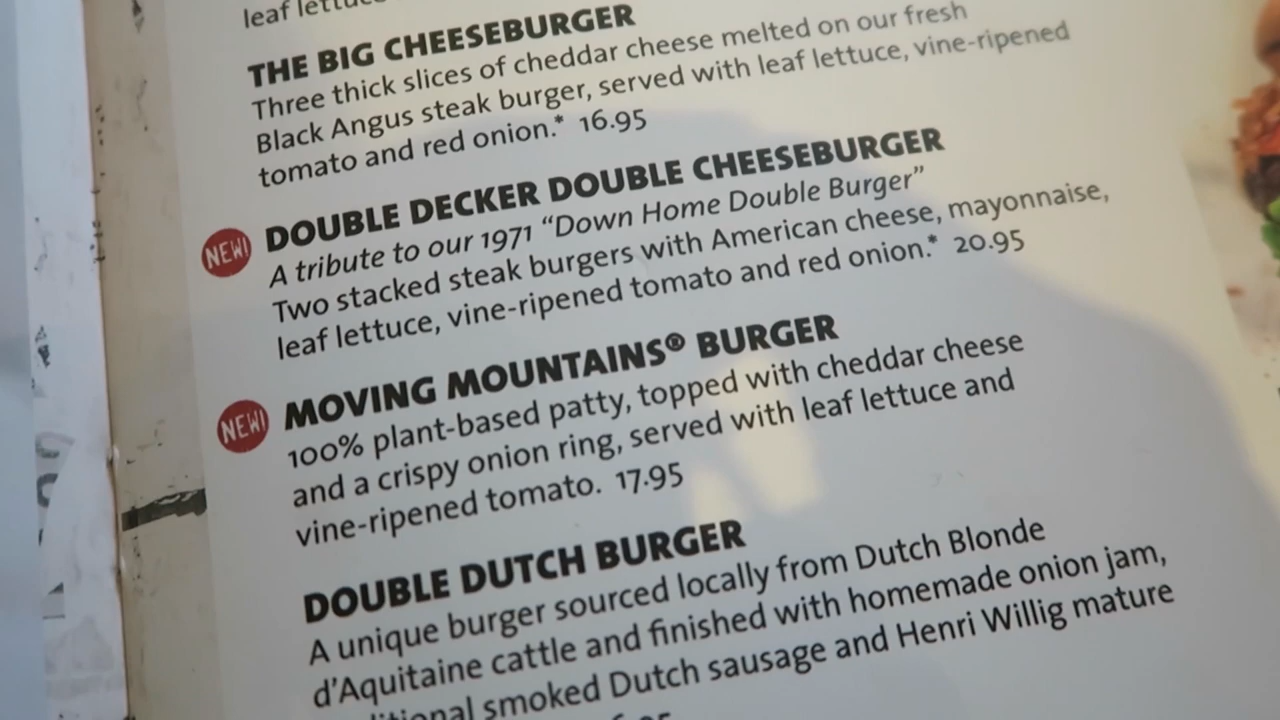 leaf lettuce
THE BIG CHEESEBURGER
Three thick slices of cheddar cheese melted on our fresh
Black Angus steak burger, served with leaf lettuce, vine-ripened
tomato and red onion.* 16.95
DOUBLE DECKER DOUBLE CHEESEBURGER
NEW!
A tribute to our 1971 “Down Home Double Burger”
Two stacked steak burgers with American cheese, mayonnaise,
leaf lettuce, vine-ripened tomato and red onion.* 20.95
MOVING MOUNTAINS® BURGER
NEW!
100% plant-based patty, topped with cheddar cheese
and a crispy onion ring, served with leaf lettuce and
vine-ripened tomato. 17.95
DOUBLE DUTCH BURGER
A unique burger sourced locally from Dutch Blonde
d’Aquitaine cattle and finished with homemade onion jam,
smoked Dutch sausage and Henri Willig mature